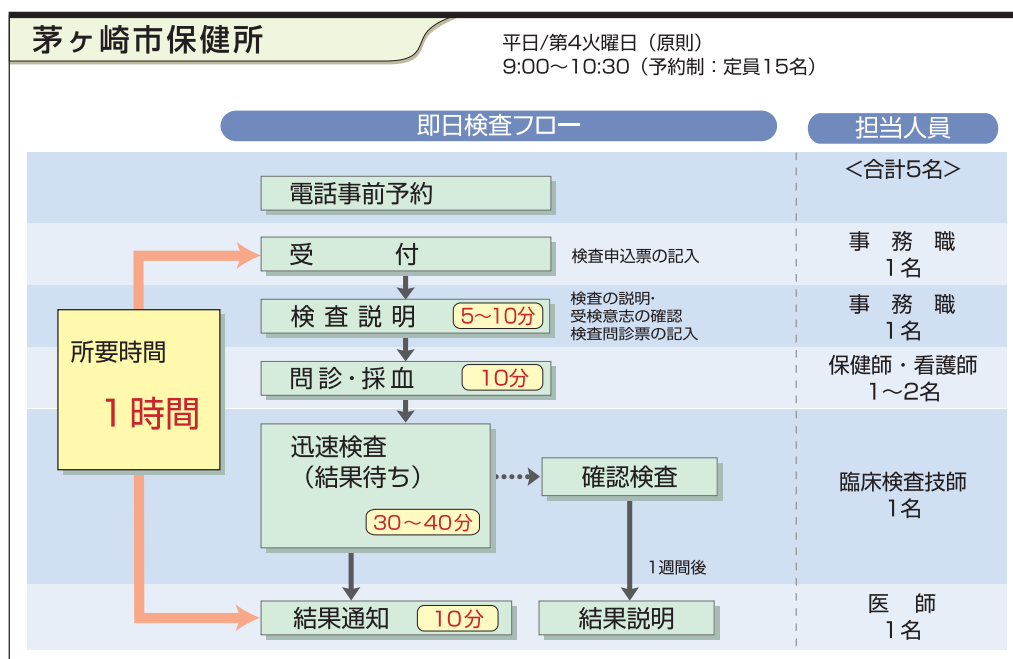 茅ヶ崎市保健所
平日/第4火曜日（原則）
9:00～10:30（予約制：定員15名）
即日検査フロー
担当人員
＜合計5名＞
電話事前予約
受　付
検査申込票の記入
事　務　職
1名
検査説明
5～10分
検査の説明・
受検意志の確認
検査問診票の記入
事　務　職
1名
所要時間
1時間
問診・採血
10分
保健師・看護師
1～2名
迅速検査
（結果待ち）
30～40分
確認検査
臨床検査技師
1名
1週間後
結果通知
10分
結果説明
医　師
1名